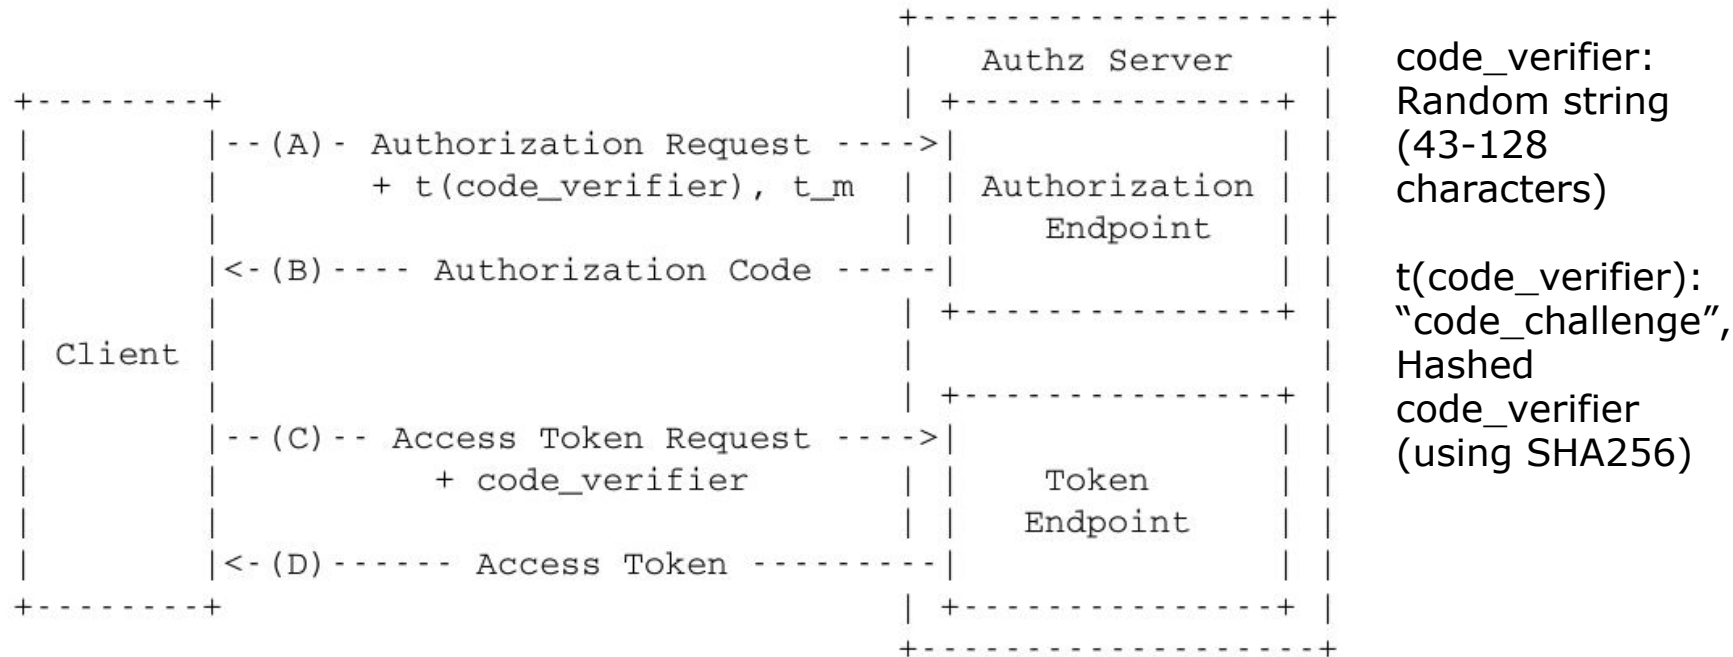 Authz Server
--(A)- Authorization Request ---->
+ t(code_verifier), t_m
Authorization
Endpoint
<-(B)---- Authorization Code -----
Client
--(C)-- Access Token Request ---->
+ code_verifier
Token
Endpoint
<-(D)------ Access Token ---------
code_verifier:
Random string
(43-128
characters)
t(code_verifier):
“code_challenge”,
Hashed
code_verifier
(using SHA256)